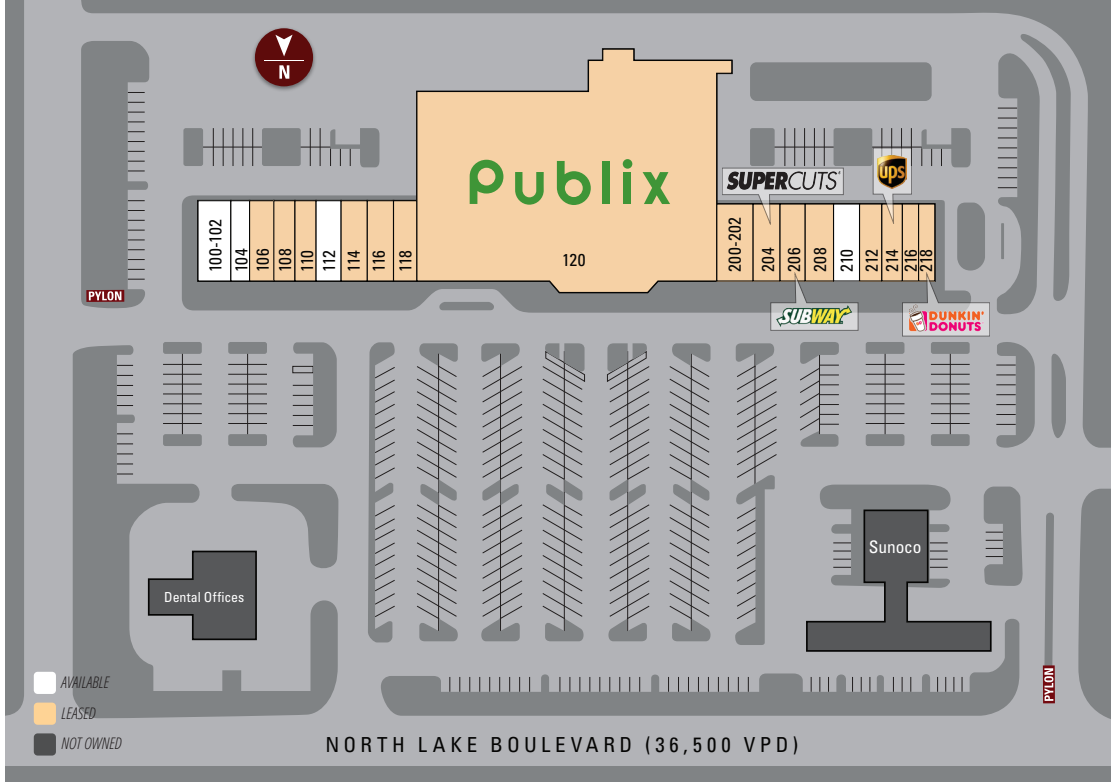 N
Publix
SUPERCUTS
ups
100-102
104
106
108
110
112
114
116
118
120
200-202
204
206
208
210
212
214
216
218
PYLON
SUBWAY
DUNKIN'
DONUTS
Sunoco
Dental Offices
AVAILABLE
LEASED
NOT OWNED
PYLON
NORTH LAKE BOULEVARD (36,500 VPD)